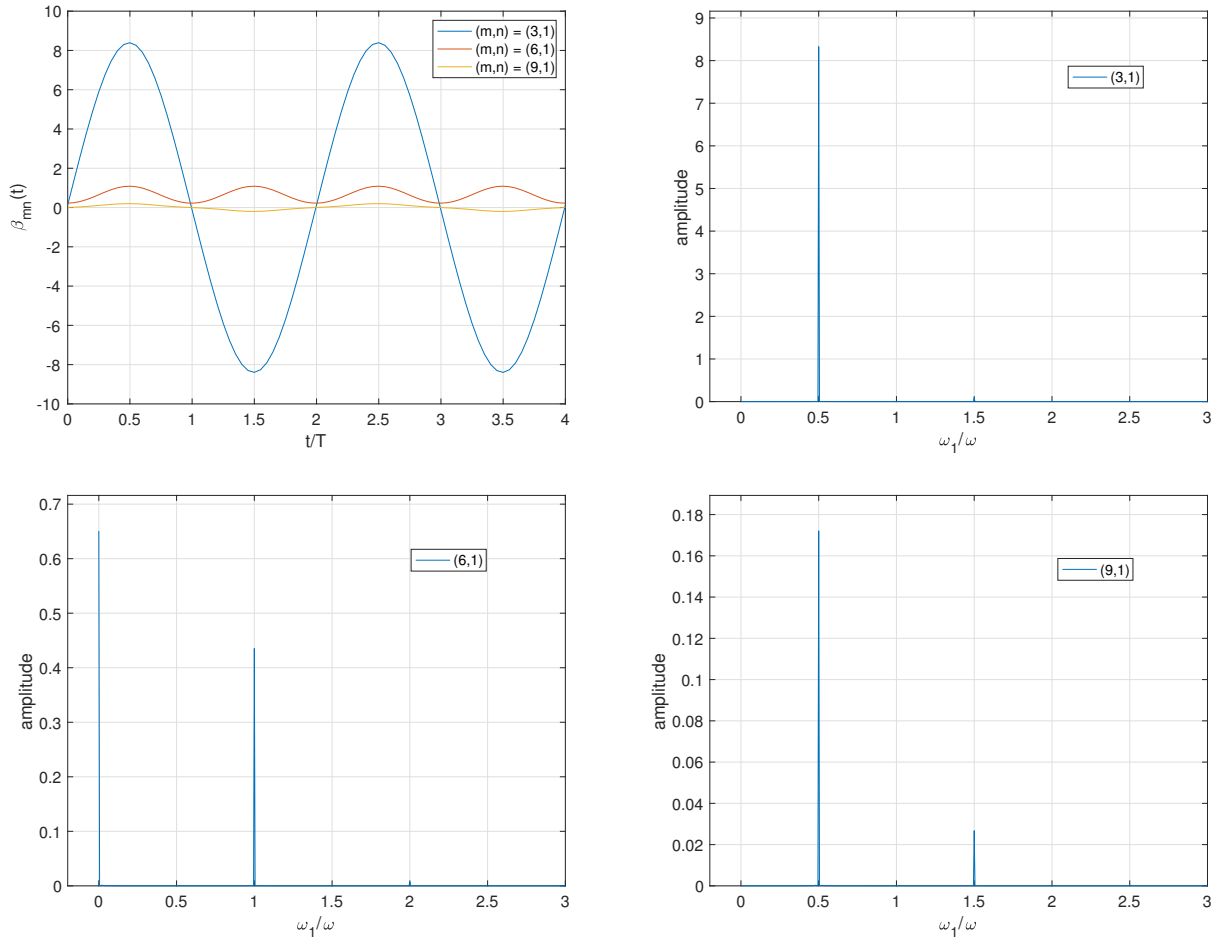 10
8
6
4
2
0
-2
-4
-6
-8
-10
β_mn(t)
(m,n) = (3,1)
(m,n) = (6,1)
(m,n) = (9,1)
0 0.5 1 1.5 2 2.5 3 3.5 4
t/T
9
8
7
6
5
4
3
2
1
0
amplitude
(3,1)
0 0.5 1 1.5 2 2.5 3
ω_1/ω
0.7
0.6
0.5
0.4
0.3
0.2
0.1
0
amplitude
(6,1)
0 0.5 1 1.5 2 2.5 3
ω_1/ω
0.18
0.16
0.14
0.12
0.1
0.08
0.06
0.04
0.02
0
amplitude
(9,1)
0 0.5 1 1.5 2 2.5 3
ω_1/ω